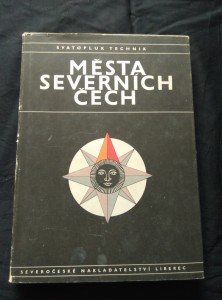 SVATOPLUK TECHNIK
MĚSTA
SEVERNÍCH
ČECH
SEVEROČESKÉ NAKLADATELSTVÍ LIBEREC